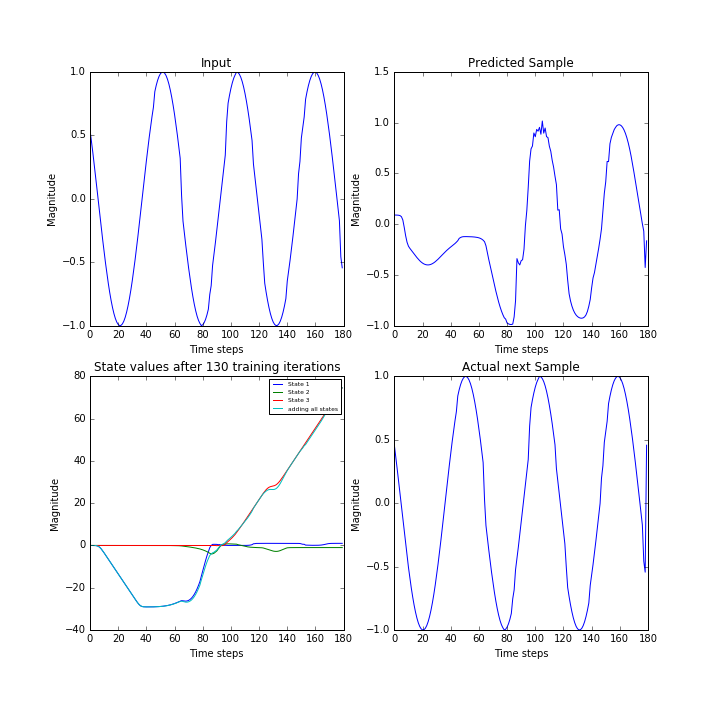 Input
Magnitude
1.0
0.5
0.0
−0.5
−1.0
0 20 40 60 80 100 120 140 160 180
Time steps
Predicted Sample
Magnitude
1.5
1.0
0.5
0.0
−0.5
−1.0
0 20 40 60 80 100 120 140 160 180
Time steps
State values after 130 training iterations
Magnitude
80
60
40
20
0
−20
−40
0 20 40 60 80 100 120 140 160 180
Time steps
State 1
State 2
State 3
adding all states
Actual next Sample
Magnitude
1.0
0.5
0.0
−0.5
−1.0
0 20 40 60 80 100 120 140 160 180
Time steps